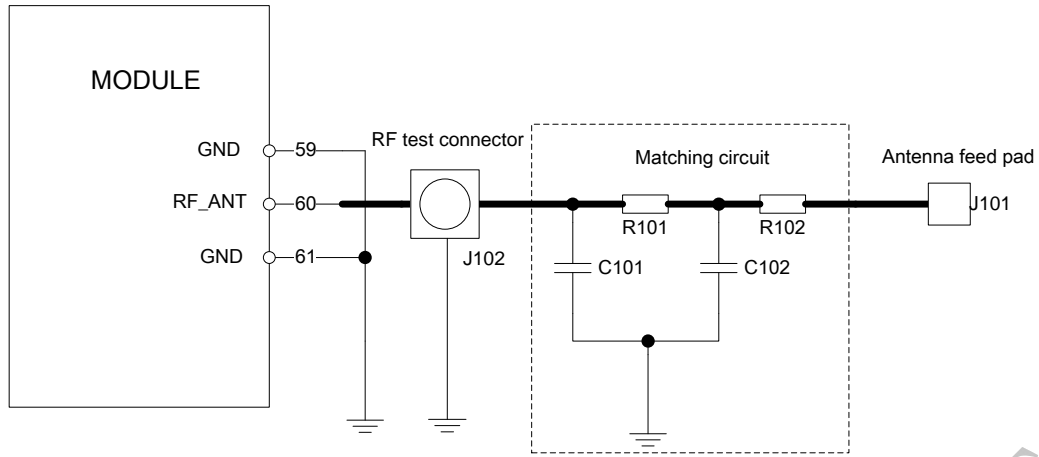 MODULE
GND
59
RF test connector
Matching circuit
Antenna feed pad
RF_ANT
60
J101
R101
R102
GND
61
J102
C101
C102